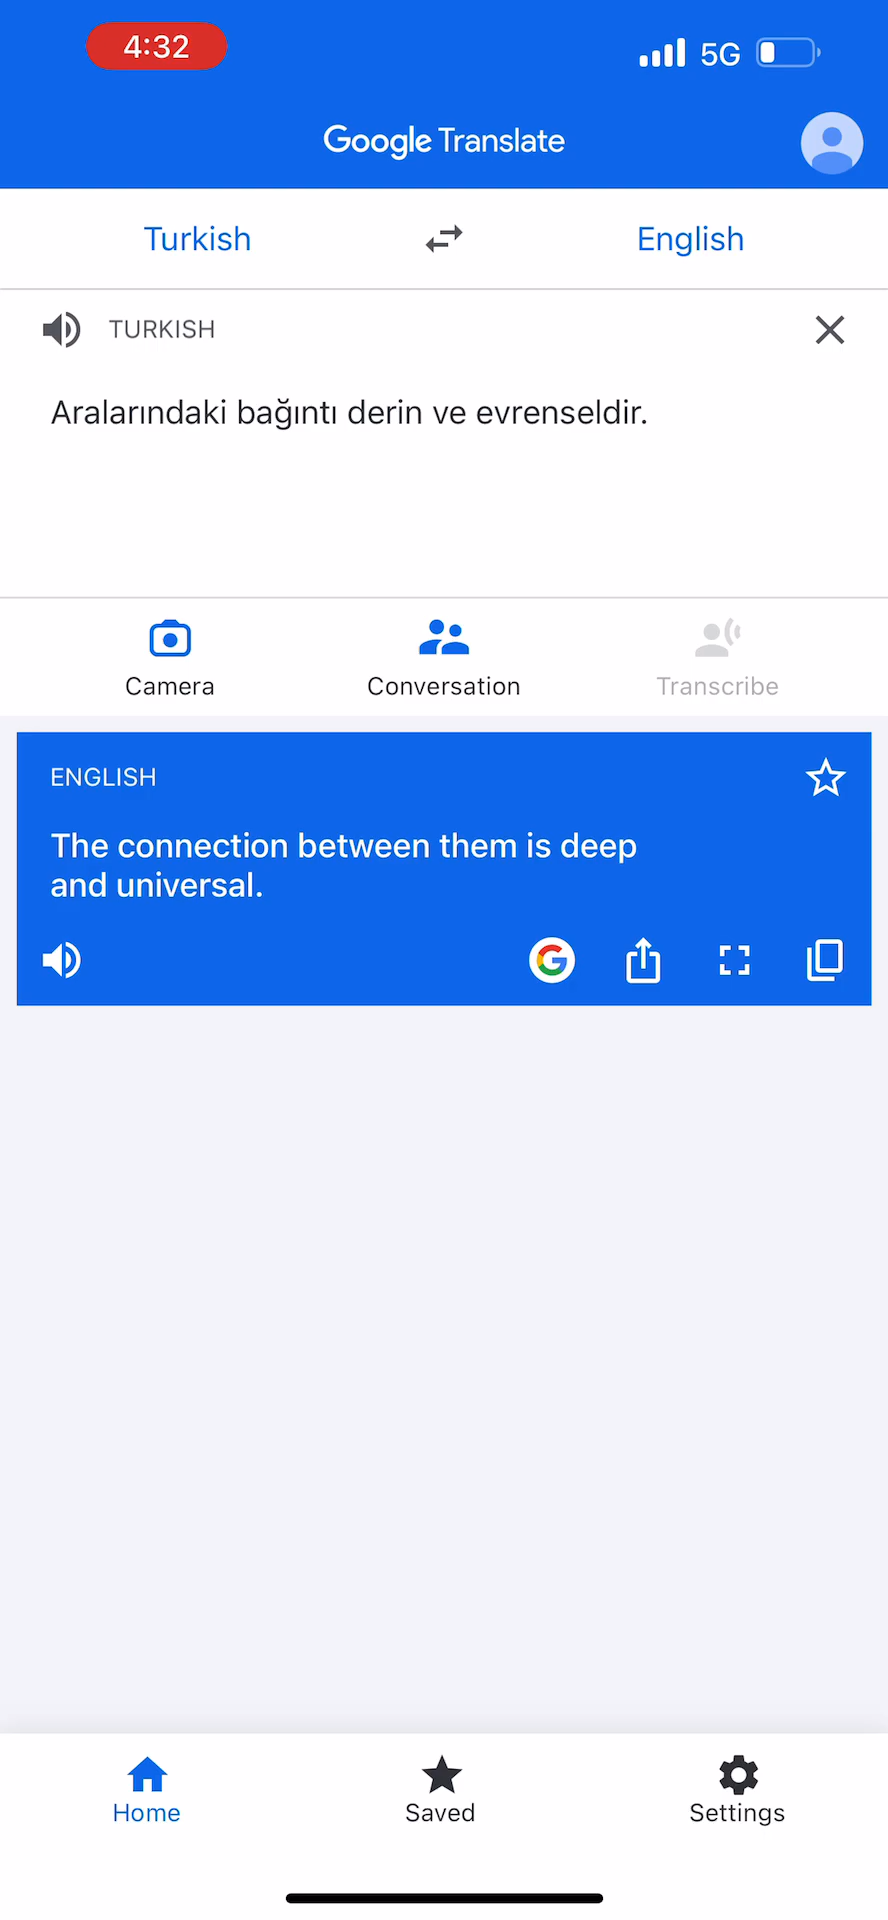 4:32
5G
Google Translate
Turkish
English
TURKISH
Aralarındaki bağıntı derin ve evrenseldir.
Camera
Conversation
Transcribe
ENGLISH
The connection between them is deep
and universal.
G
Home
Saved
Settings